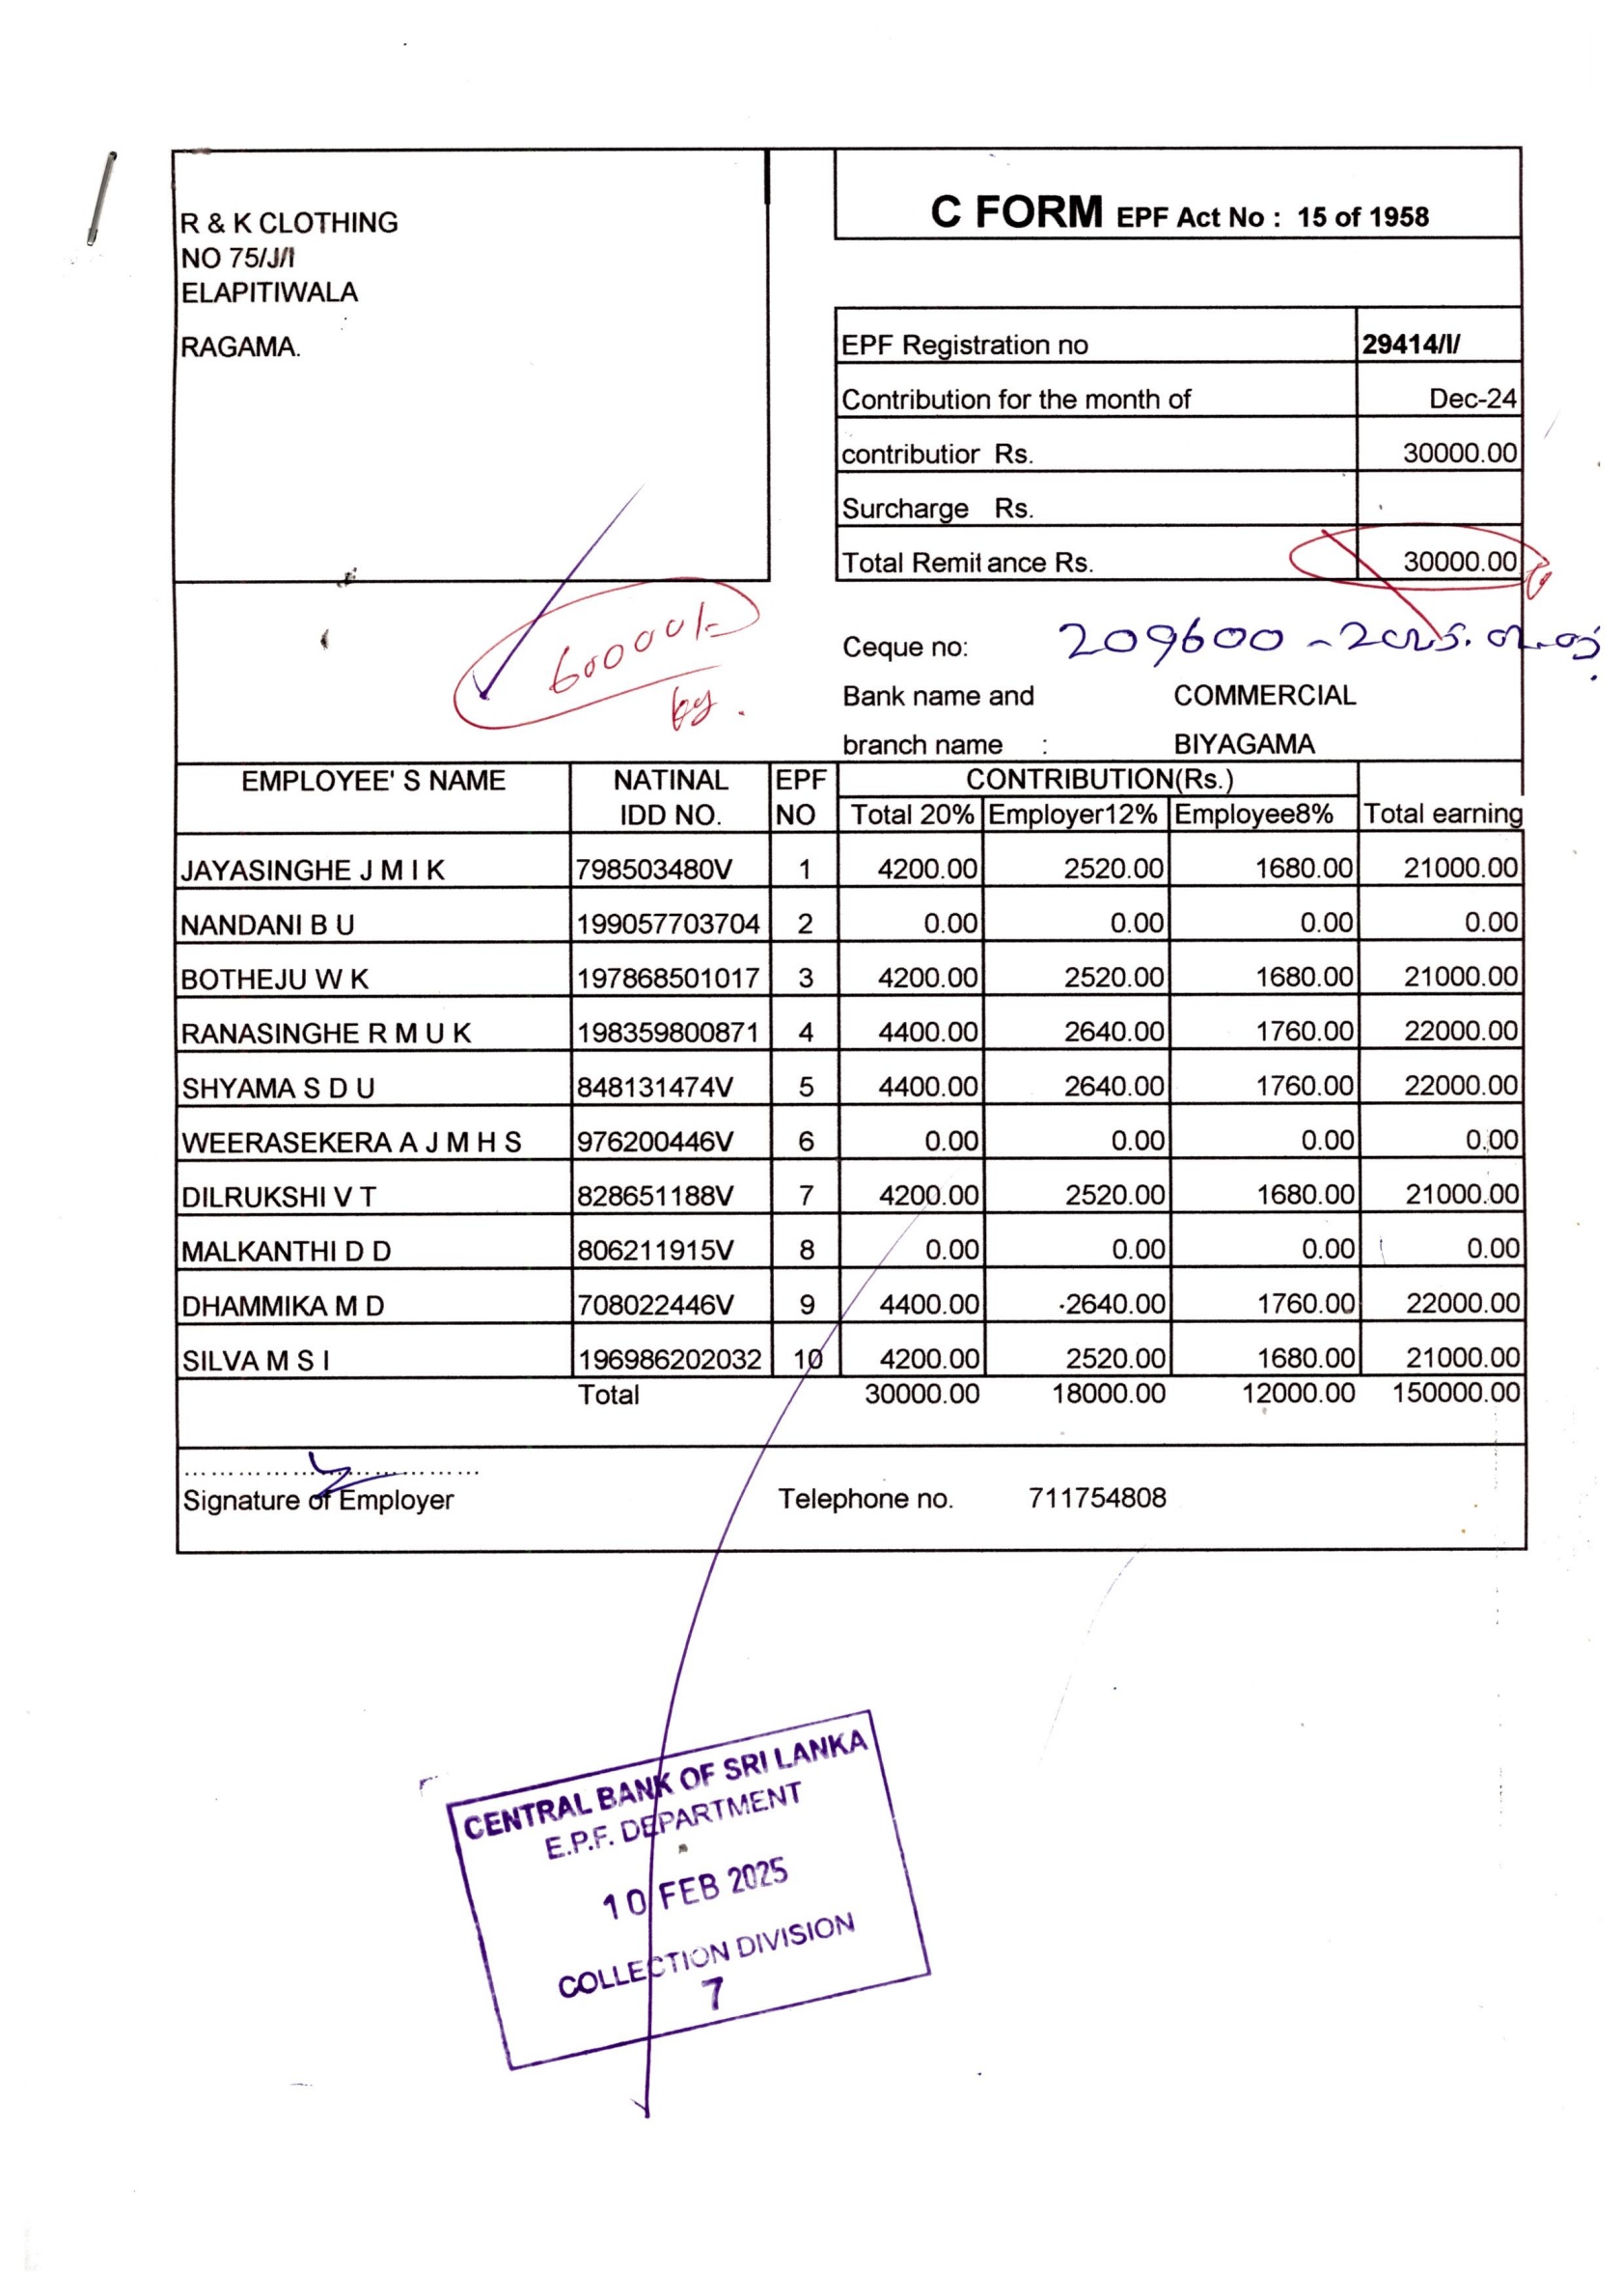 R & K CLOTHING
NO 75/J/I
ELAPITIWALA
RAGAMA.
C FORM EPF Act No : 15 of 1958
EPF Registration no 29414/I/
Contribution for the month of Dec-24
contributior Rs. 30000.00
Surcharge Rs.
Total Remit ance Rs. 30000.00
60000/-
Ceque no: 209600 - 2025.02.05
Bank name and COMMERCIAL
branch name : BIYAGAMA
EMPLOYEE' S NAME NATINAL IDD NO. EPF NO CONTRIBUTION(Rs.)
Total 20% Employer12% Employee8% Total earning
JAYASINGHE J M I K 798503480V 1 4200.00 2520.00 1680.00 21000.00
NANDANI B U 199057703704 2 0.00 0.00 0.00 0.00
BOTHEJU W K 197868501017 3 4200.00 2520.00 1680.00 21000.00
RANASINGHE R M U K 198359800871 4 4400.00 2640.00 1760.00 22000.00
SHYAMA S D U 848131474V 5 4400.00 2640.00 1760.00 22000.00
WEERASEKERA A J M H S 976200446V 6 0.00 0.00 0.00 0.00
DILRUKSHI V T 828651188V 7 4200.00 2520.00 1680.00 21000.00
MALKANTHI D D 806211915V 8 0.00 0.00 0.00 0.00
DHAMMIKA M D 708022446V 9 4400.00 2640.00 1760.00 22000.00
SILVA M S I 196986202032 10 4200.00 2520.00 1680.00 21000.00
Total 30000.00 18000.00 12000.00 150000.00
Signature of Employer Telephone no. 711754808
CENTRAL BANK OF SRI LANKA
E.P.F. DEPARTMENT
10 FEB 2025
COLLECTION DIVISION
7